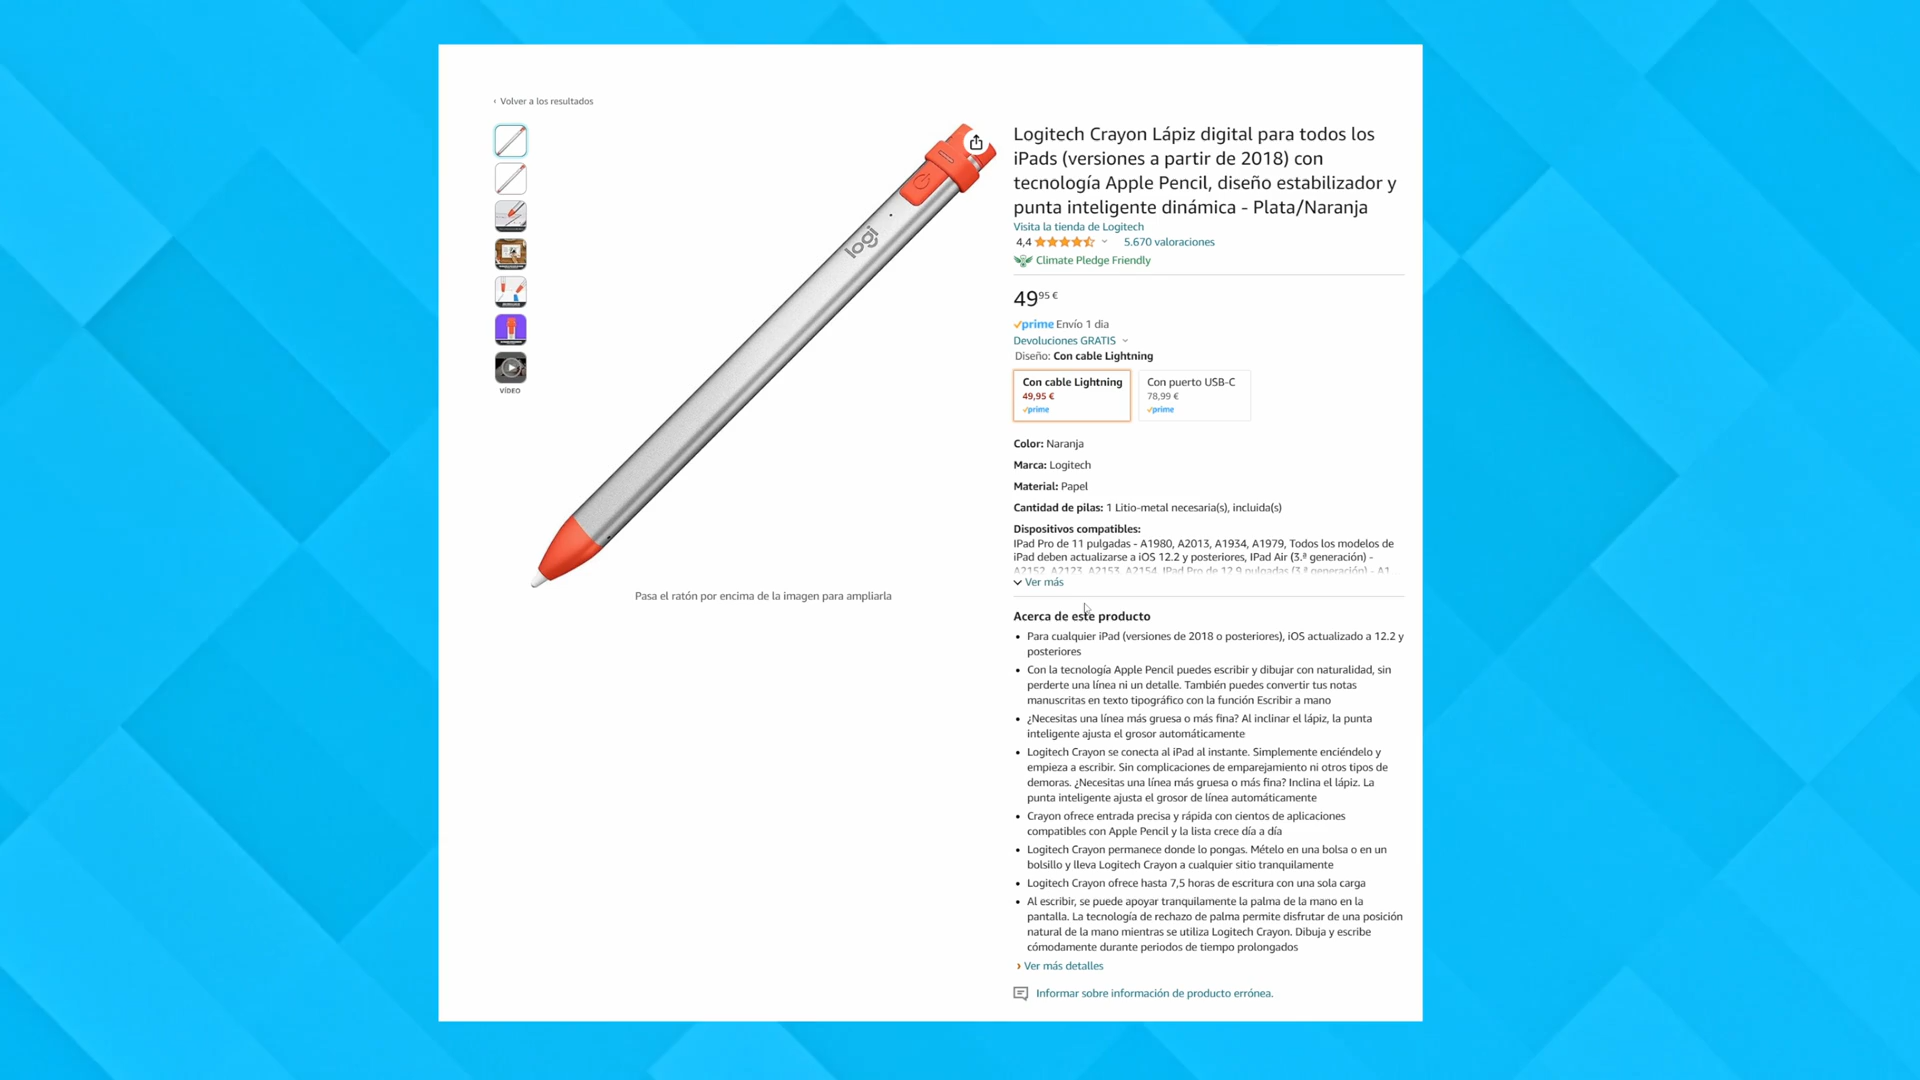 ‹ Volver a los resultados
VÍDEO
logi
Pasa el ratón por encima de la imagen para ampliarla
Logitech Crayon Lápiz digital para todos los
iPads (versiones a partir de 2018) con
tecnología Apple Pencil, diseño estabilizador y
punta inteligente dinámica - Plata/Naranja
Visita la tienda de Logitech
4,4 5.670 valoraciones
Climate Pledge Friendly
49 95 €
prime Envío 1 dia
Devoluciones GRATIS
Diseño: Con cable Lightning
Con cable Lightning
49,95 €
prime
Con puerto USB-C
78,99 €
prime
Color: Naranja
Marca: Logitech
Material: Papel
Cantidad de pilas: 1 Litio-metal necesaria(s), incluida(s)
Dispositivos compatibles:
IPad Pro de 11 pulgadas - A1980, A2013, A1934, A1979, Todos los modelos de
iPad deben actualizarse a iOS 12.2 y posteriores, IPad Air (3.ª generación) -
A2152, A2123, A2153, A2154, IPad Pro de 12,9 pulgadas (3.ª generación) - A1...
Ver más
Acerca de este producto
• Para cualquier iPad (versiones de 2018 o posteriores), iOS actualizado a 12.2 y
posteriores
• Con la tecnología Apple Pencil puedes escribir y dibujar con naturalidad, sin
perderte una línea ni un detalle. También puedes convertir tus notas
manuscritas en texto tipográfico con la función Escribir a mano
• ¿Necesitas una línea más gruesa o más fina? Al inclinar el lápiz, la punta
inteligente ajusta el grosor automáticamente
• Logitech Crayon se conecta al iPad al instante. Simplemente enciéndelo y
empieza a escribir. Sin complicaciones de emparejamiento ni otros tipos de
demoras. ¿Necesitas una línea más gruesa o más fina? Inclina el lápiz. La
punta inteligente ajusta el grosor de línea automáticamente
• Crayon ofrece entrada precisa y rápida con cientos de aplicaciones
compatibles con Apple Pencil y la lista crece día a día
• Logitech Crayon permanece donde lo pongas. Mételo en una bolsa o en un
bolsillo y lleva Logitech Crayon a cualquier sitio tranquilamente
• Logitech Crayon ofrece hasta 7,5 horas de escritura con una sola carga
• Al escribir, se puede apoyar tranquilamente la palma de la mano en la
pantalla. La tecnología de rechazo de palma permite disfrutar de una posición
natural de la mano mientras se utiliza Logitech Crayon. Dibuja y escribe
cómodamente durante periodos de tiempo prolongados
› Ver más detalles
Informar sobre información de producto errónea.